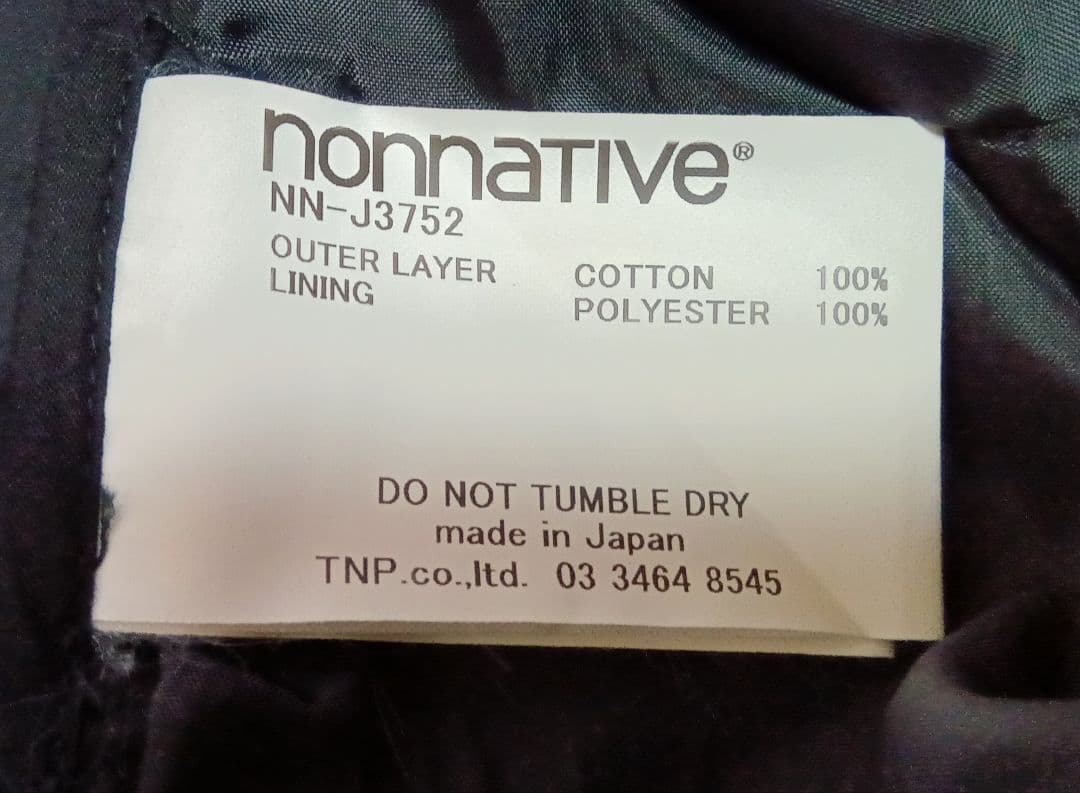 nonnative®
NN-J3752
OUTER LAYER COTTON 100%
LINING POLYESTER 100%
DO NOT TUMBLE DRY
made in Japan
TNP.co.,ltd. 03 3464 8545